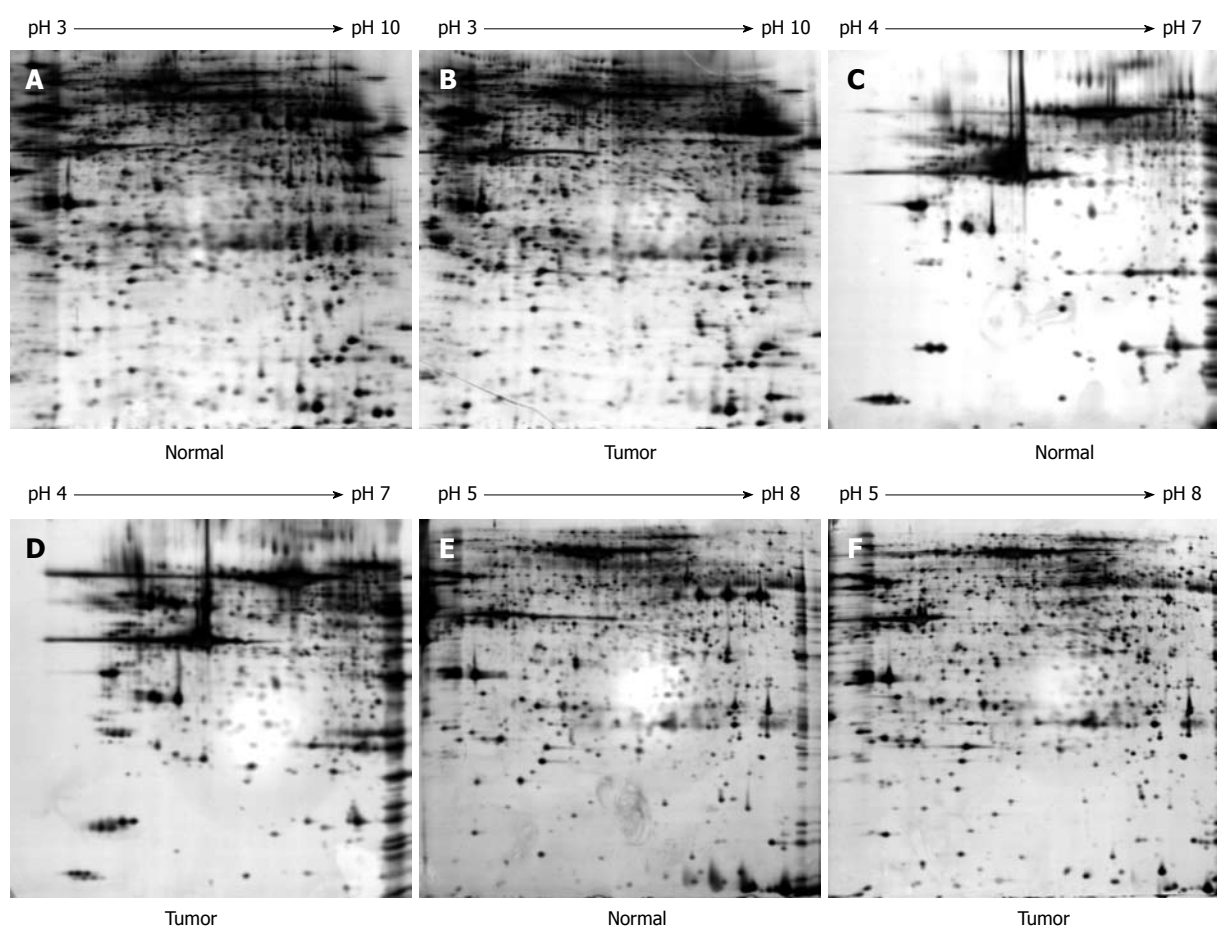 pH 3 pH 10 pH 3 pH 10 pH 4 pH 7
A B C
Normal Tumor Normal
pH 4 pH 7 pH 5 pH 8 pH 5 pH 8
D E F
Tumor Normal Tumor